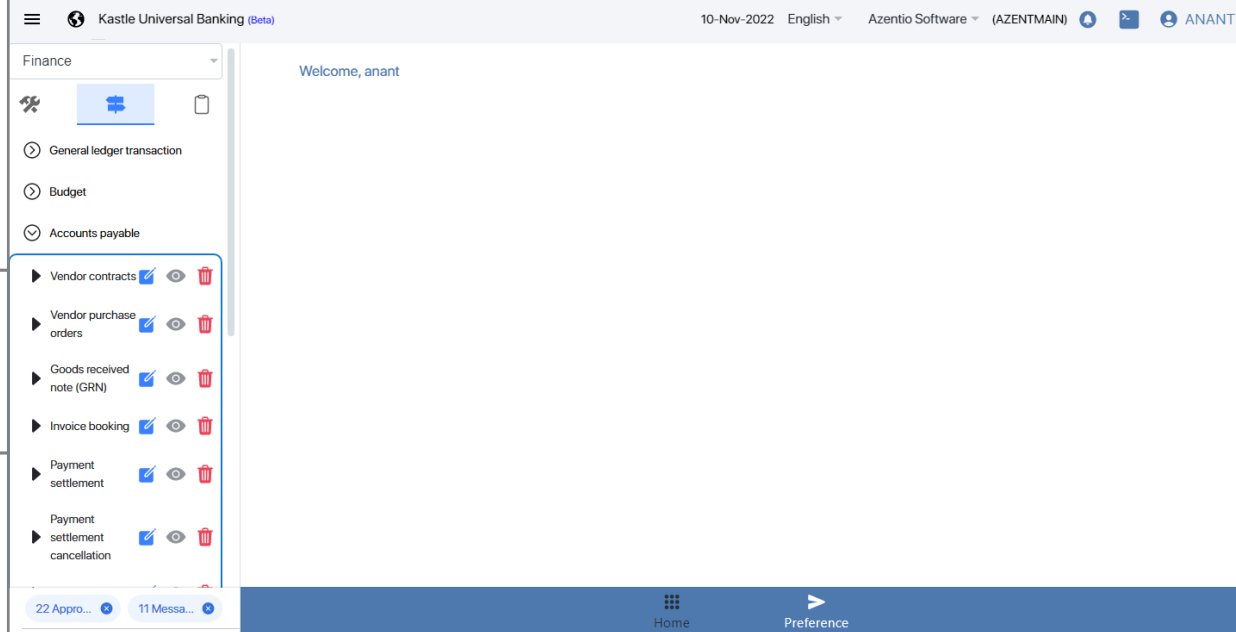 Kastle Universal Banking (Beta)
10-Nov-2022 English Azentio Software (AZENTMAIN) ANANT
Finance
Welcome, anant
General ledger transaction
Budget
Accounts payable
Vendor contracts
Vendor purchase
orders
Goods received
note (GRN)
Invoice booking
Payment
settlement
Payment
settlement
cancellation
22 Appro...
11 Messa...
Home
Preference